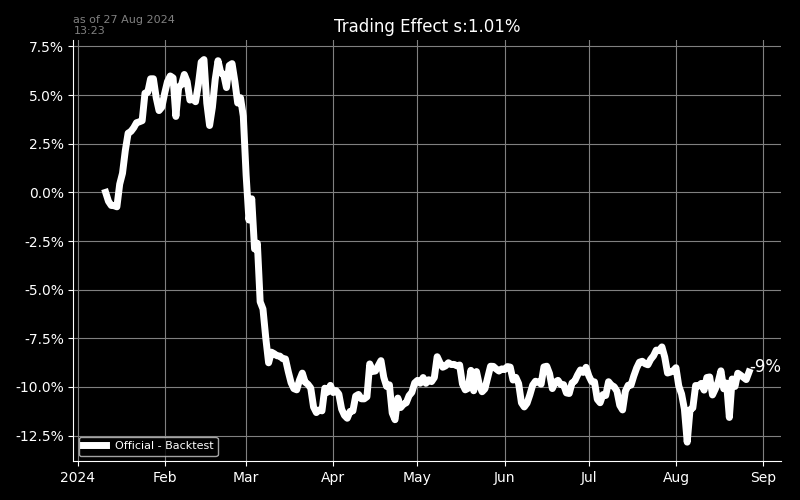 as of 27 Aug 2024
13:23
Trading Effect s:1.01%
7.5%
5.0%
2.5%
0.0%
-2.5%
-5.0%
-7.5%
-10.0%
-12.5%
-9%
Official - Backtest
2024 Feb Mar Apr May Jun Jul Aug Sep